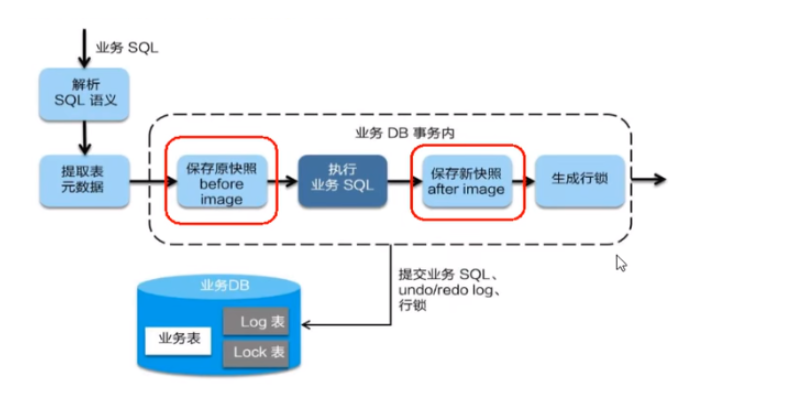 业务 SQL
解析
SQL 语义
业务 DB 事务内
提取表
元数据
保存原快照
before
image
执行
业务 SQL
保存新快照
after image
生成行锁
提交业务 SQL、
undo/redo log、
行锁
业务DB
业务表
Log 表
Lock 表